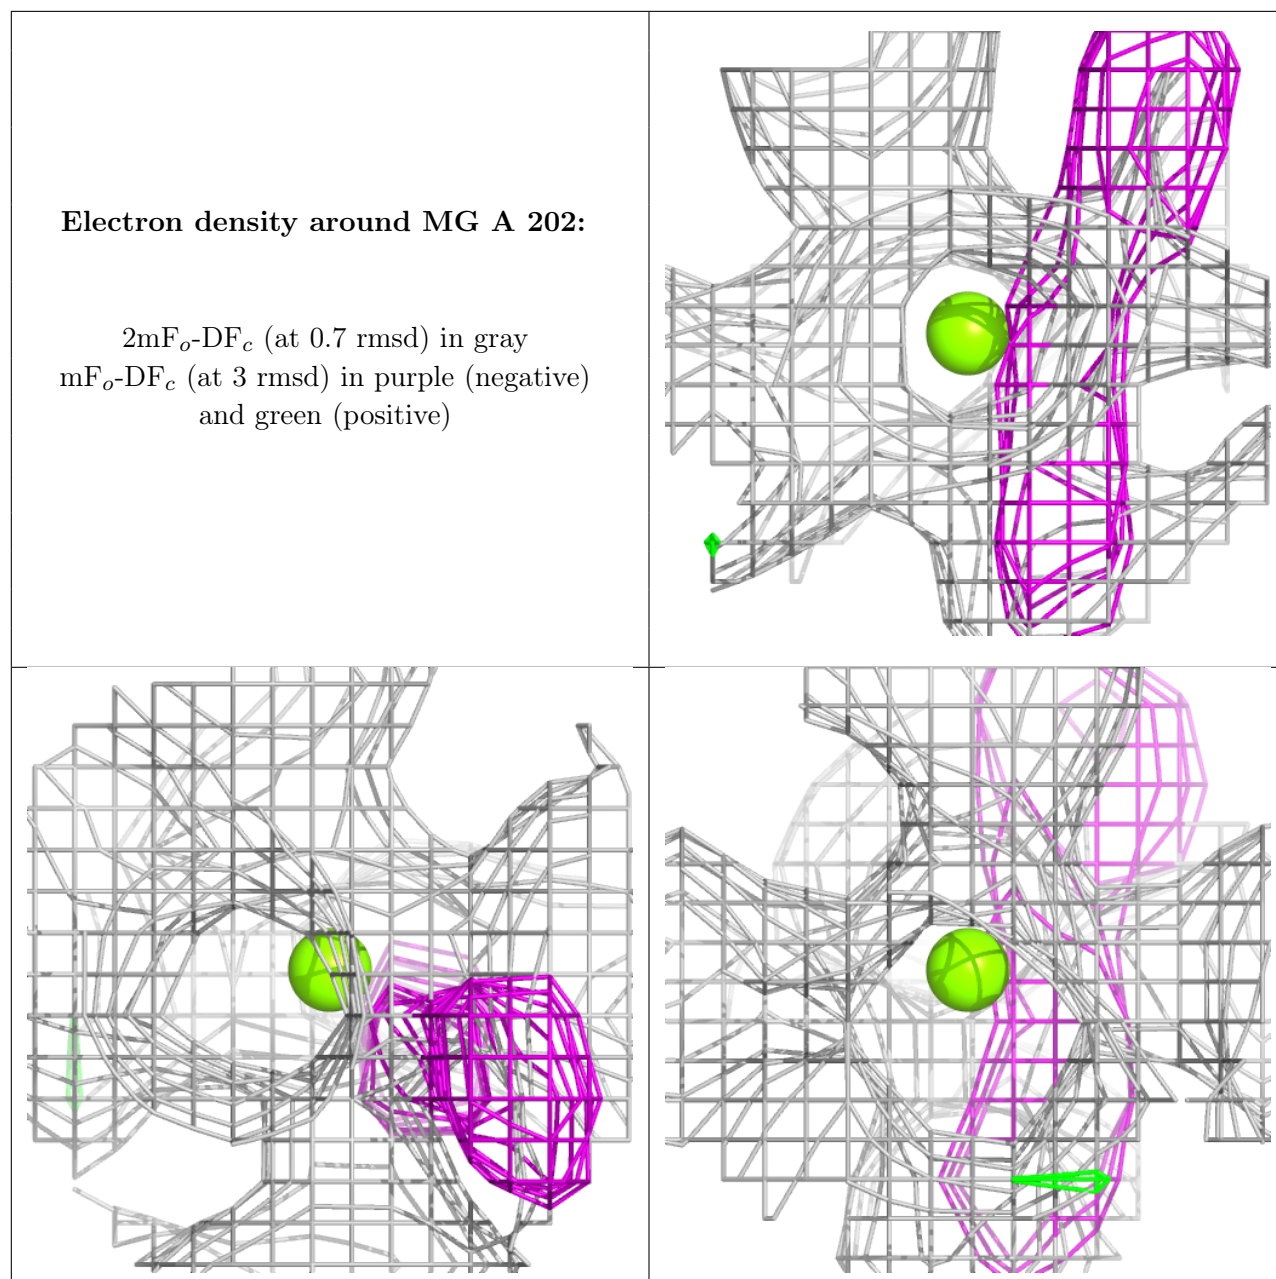 Electron density around MG A 202:
2mFo-DFc (at 0.7 rmsd) in gray
mFo-DFc (at 3 rmsd) in purple (negative)
and green (positive)